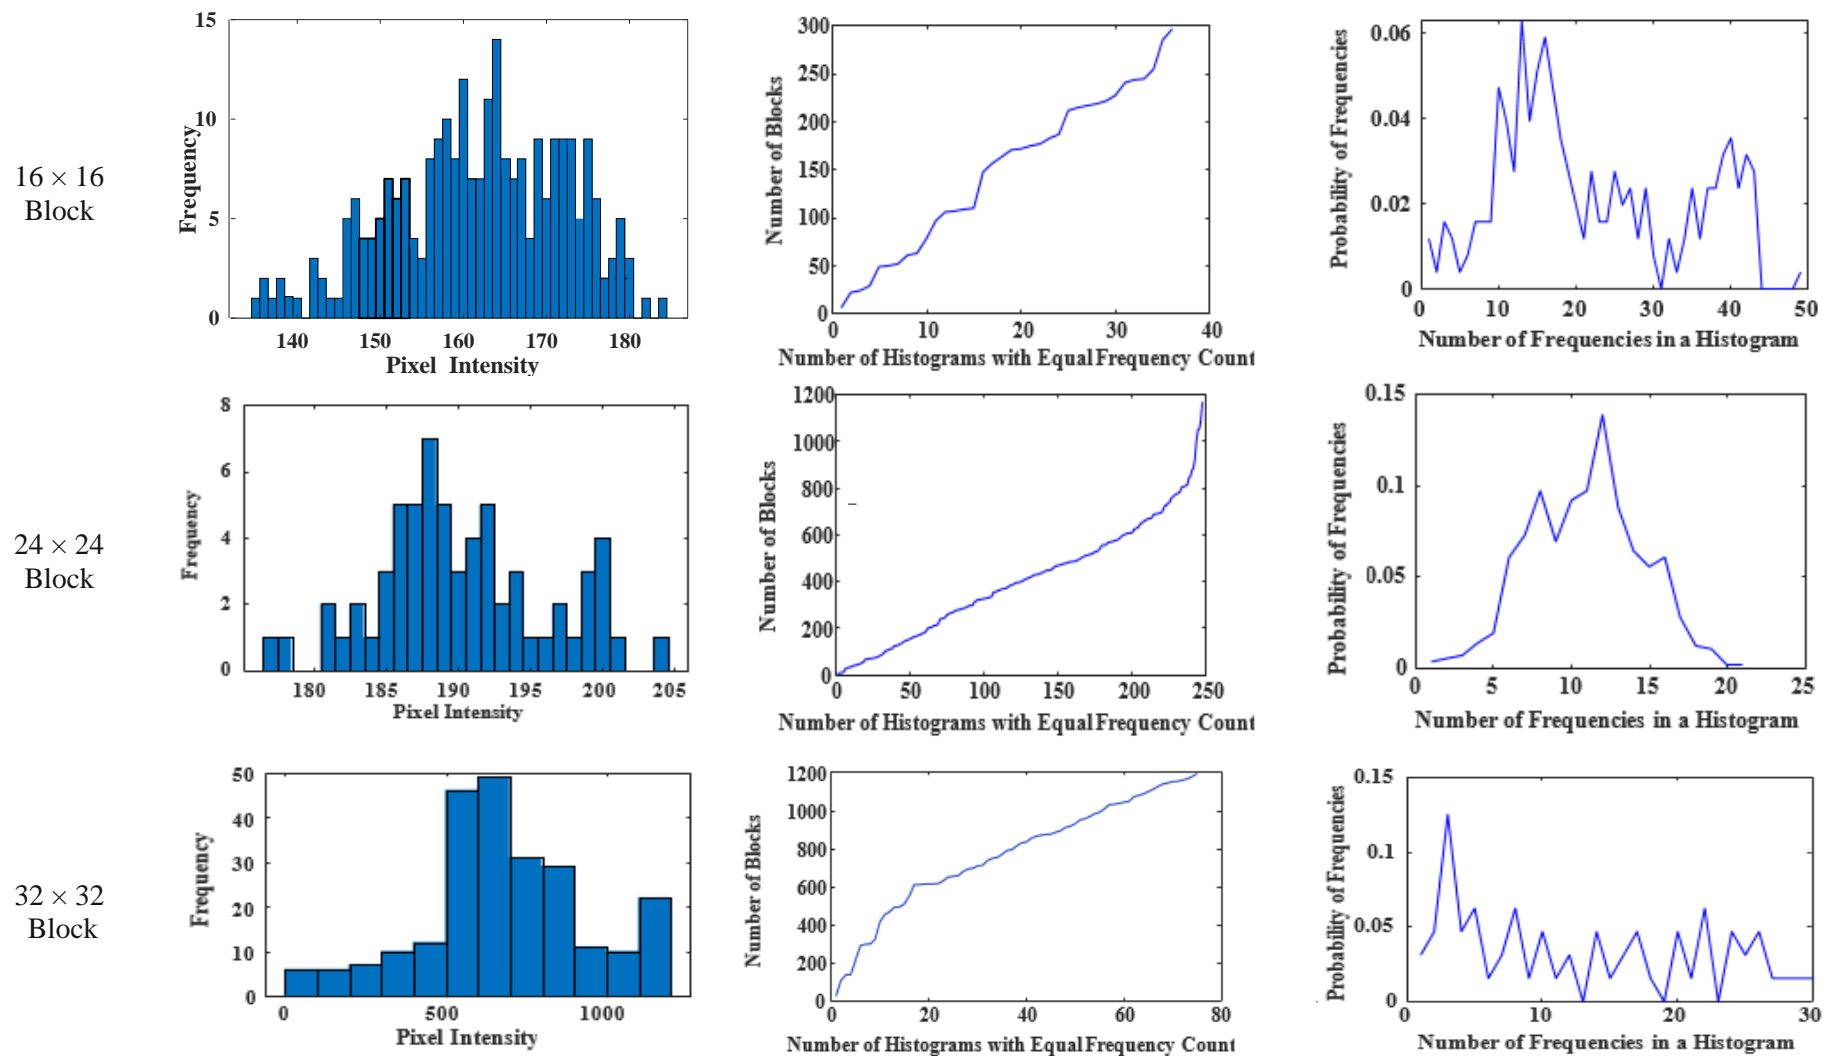 16 × 16
Block
15
10
5
0
Frequency
140 150 160 170 180
Pixel Intensity
300
250
200
150
100
50
0
Number of Blocks
0 10 20 30 40
Number of Histograms with Equal Frequency Count
0.06
0.04
0.02
0
Probability of Frequencies
0 10 20 30 40 50
Number of Frequencies in a Histogram
24 × 24
Block
8
6
4
2
0
Frequency
180 185 190 195 200 205
Pixel Intensity
1200
1000
800
600
400
200
0
Number of Blocks
0 50 100 150 200 250
Number of Histograms with Equal Frequency Count
0.15
0.1
0.05
0
Probability of Frequencies
0 5 10 15 20 25
Number of Frequencies in a Histogram
32 × 32
Block
50
40
30
20
10
0
Frequency
0 500 1000
Pixel Intensity
1200
1000
800
600
400
200
0
Number of Blocks
0 20 40 60 80
Number of Histograms with Equal Frequency Count
0.15
0.1
0.05
0
Probability of Frequencies
0 10 20 30
Number of Frequencies in a Histogram